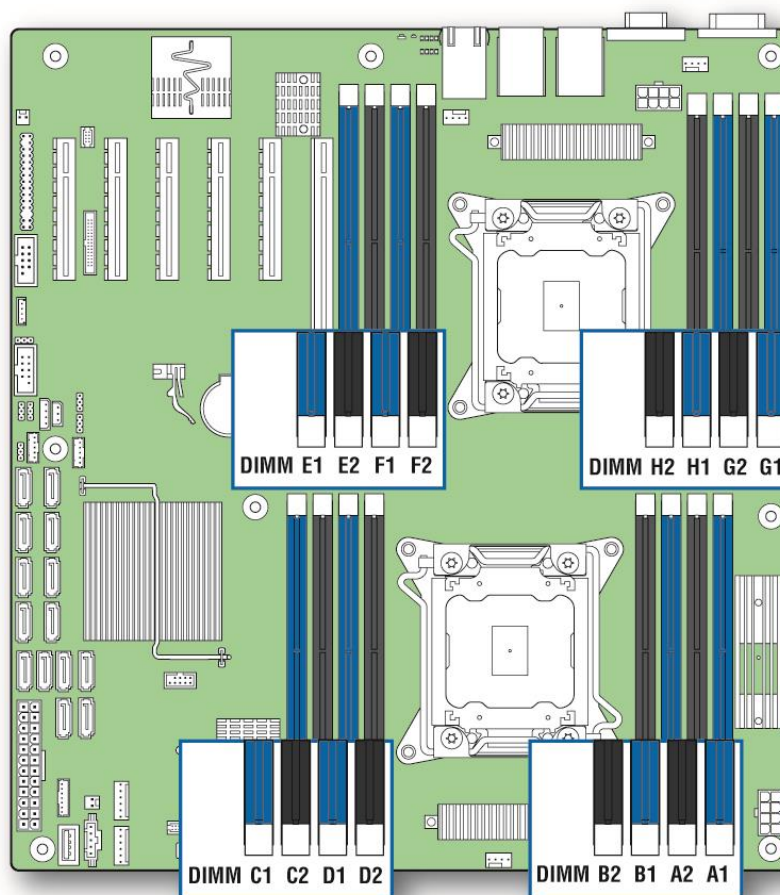 DIMM E1 E2 F1 F2
DIMM H2 H1 G2 G1
DIMM C1 C2 D1 D2
DIMM B2 B1 A2 A1